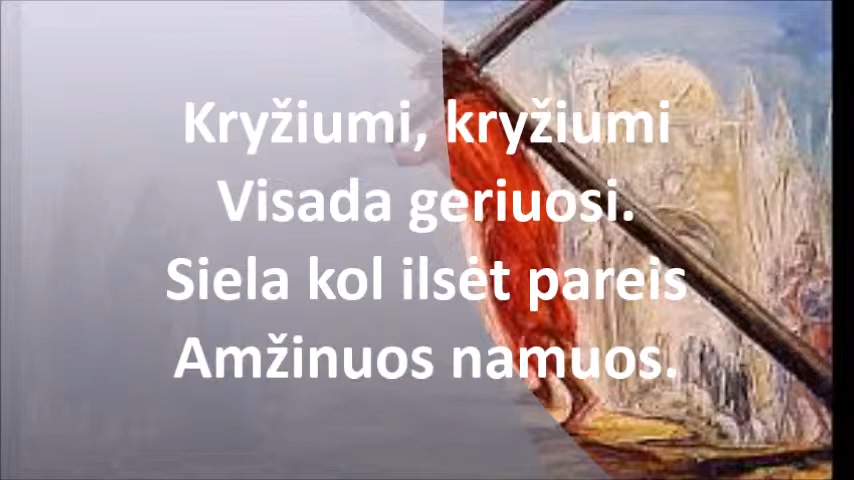 Kryžiumi, kryžiumi
Visada geriuosi.
Siela kol ilsėt pareis
Amžinuos namuos.